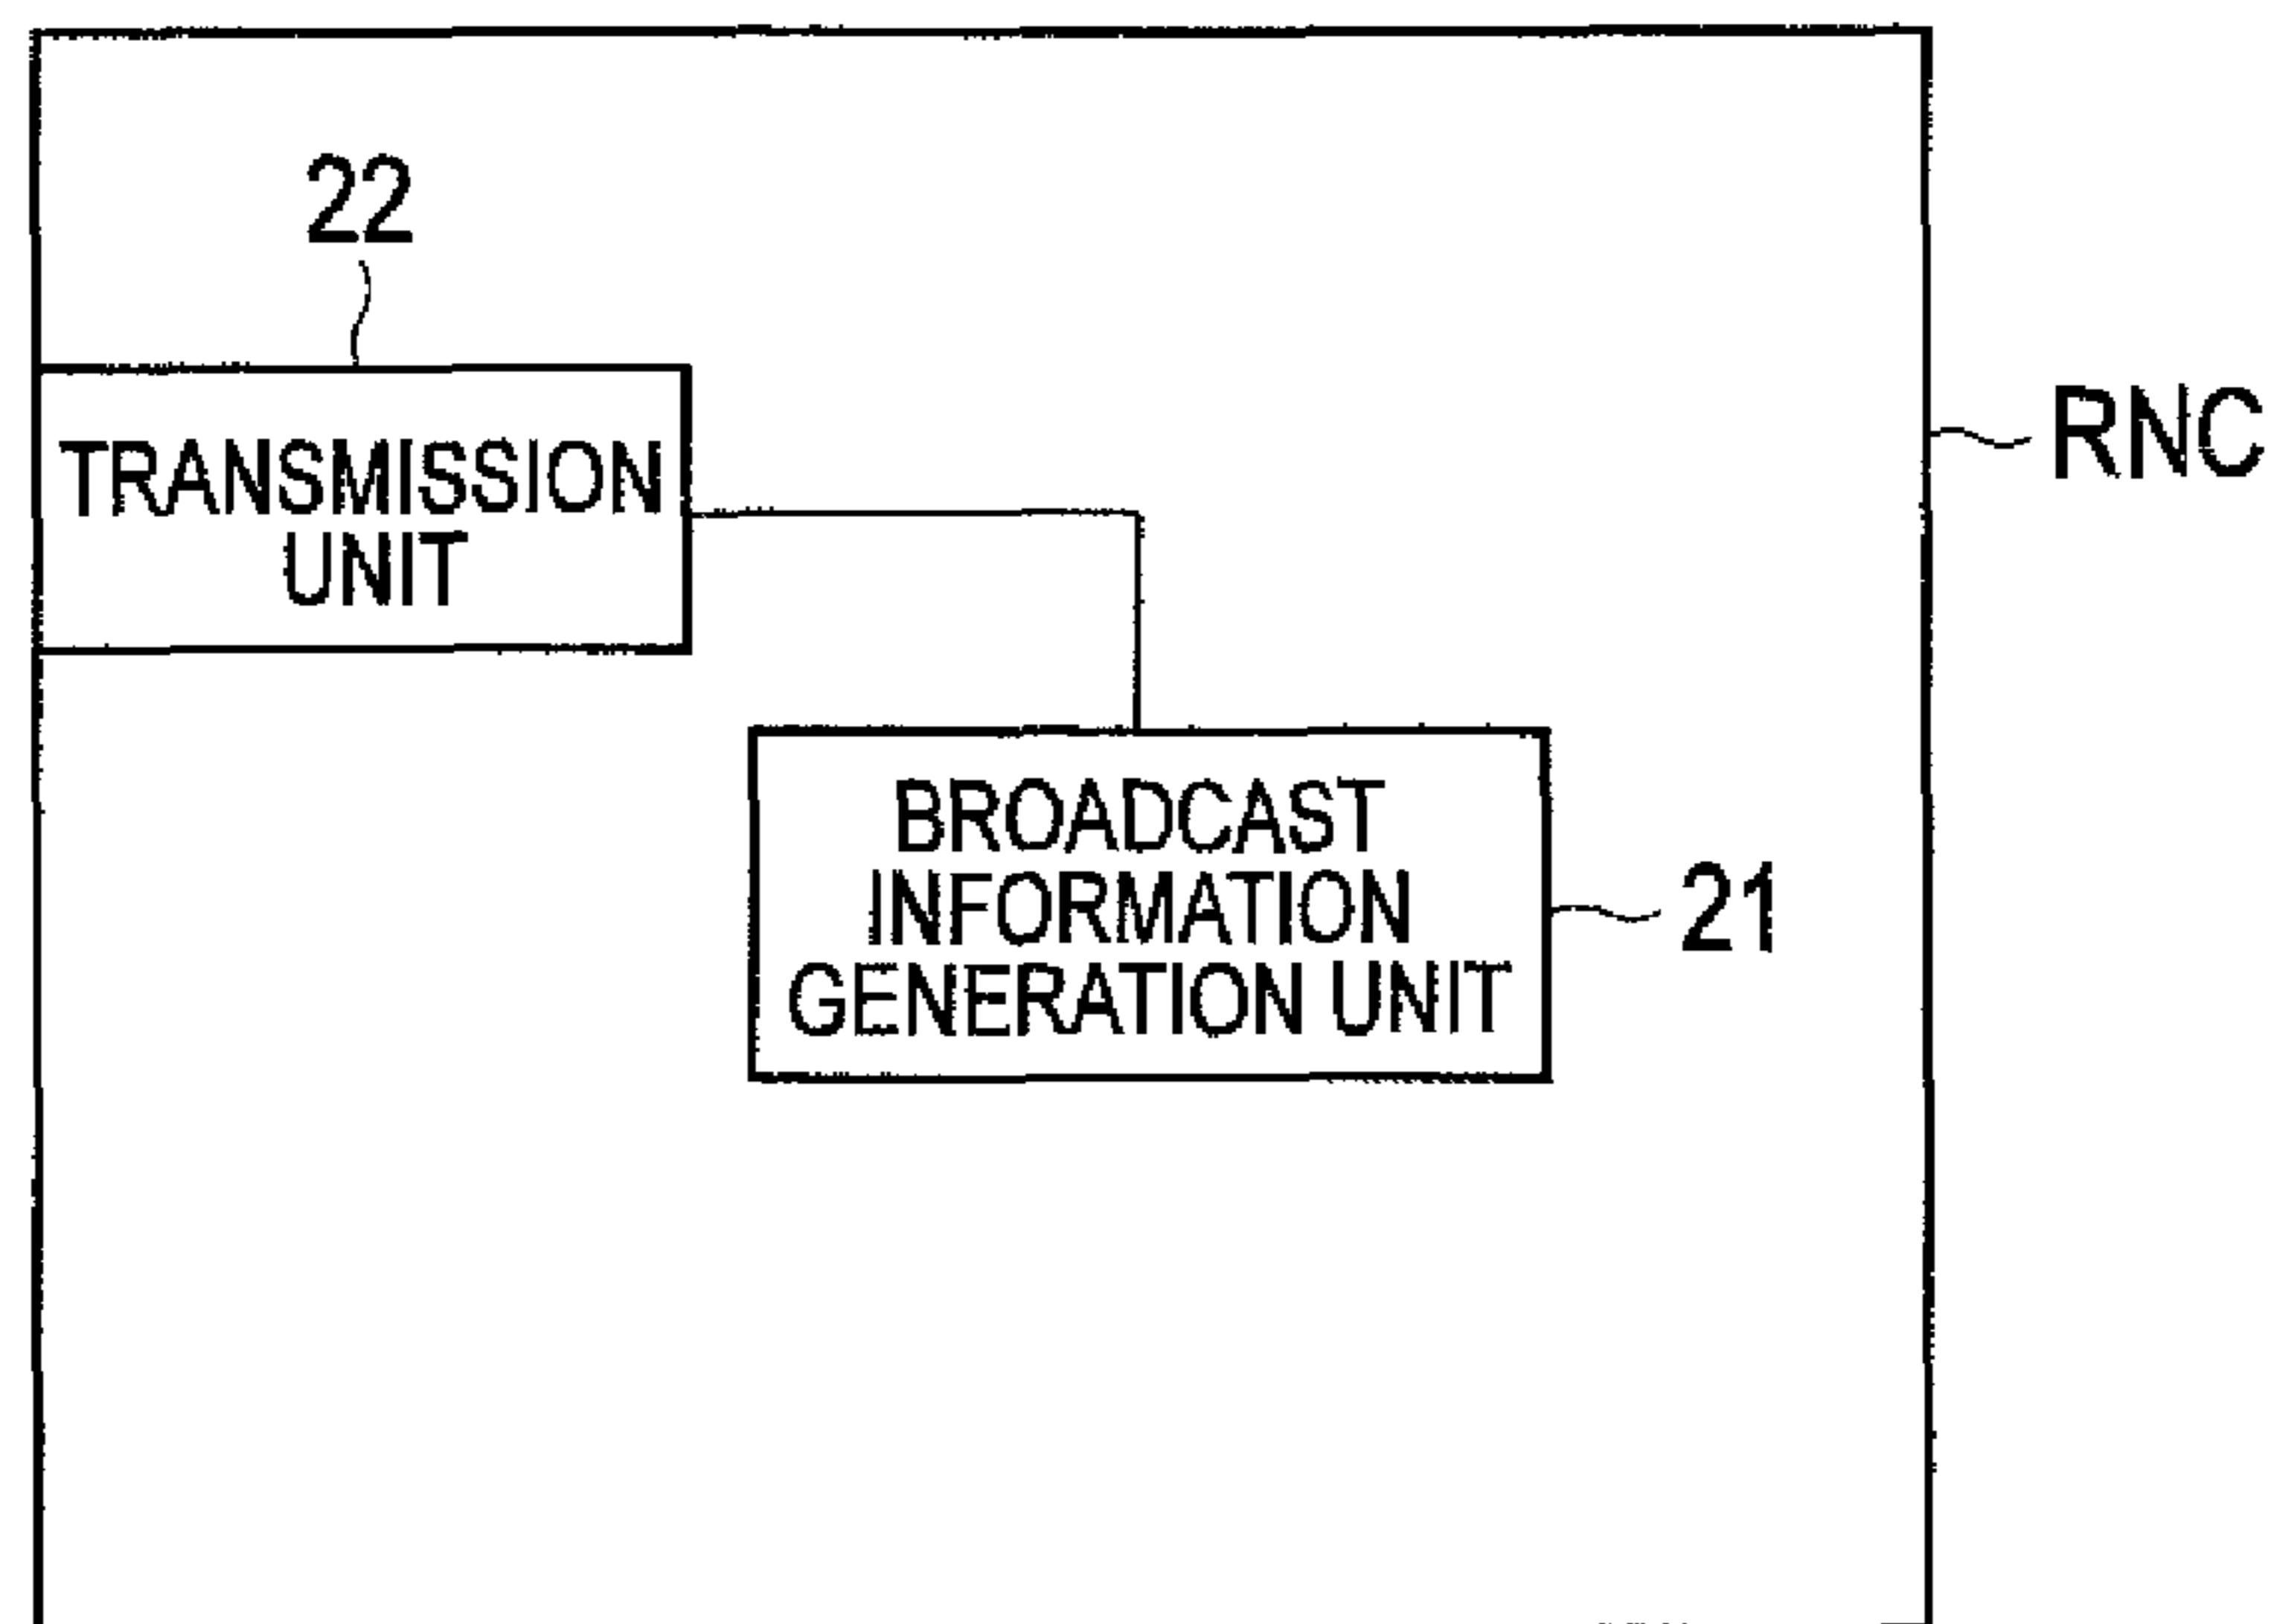 22
TRANSMISSION
UNIT
RNC
BROADCAST
INFORMATION
GENERATION UNIT
21